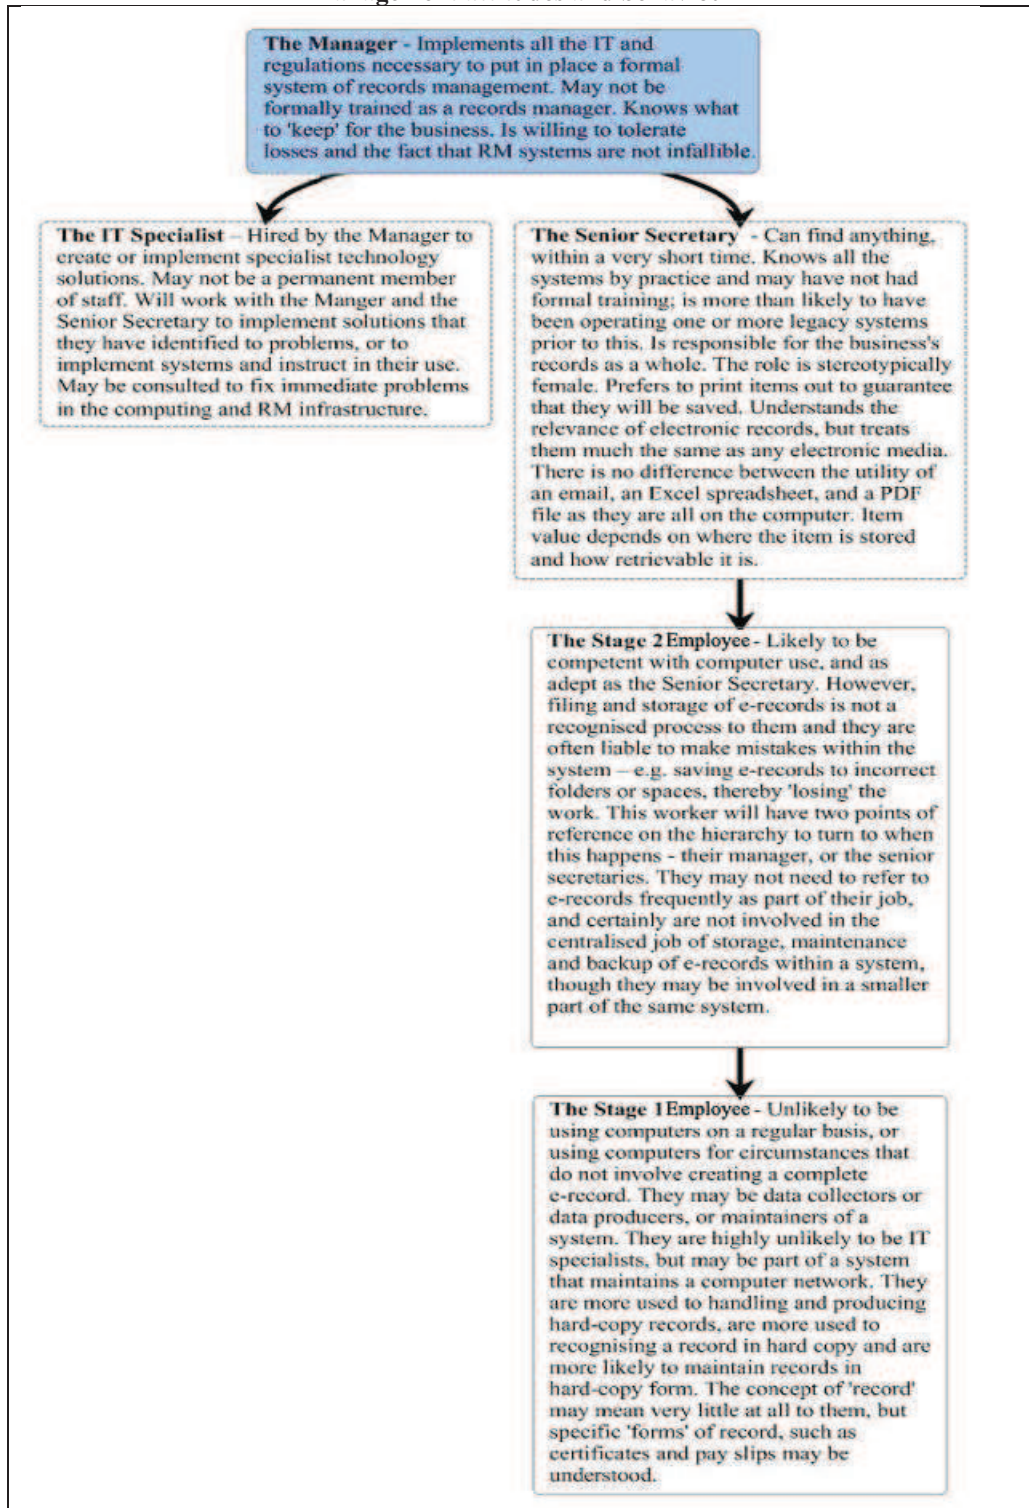 The Manager - Implements all the IT and
regulations necessary to put in place a formal
system of records management. May not be
formally trained as a records manager. Knows what
to 'keep' for the business. Is willing to tolerate
losses and the fact that RM systems are not infallible.
The IT Specialist – Hired by the Manager to
create or implement specialist technology
solutions. May not be a permanent member
of staff. Will work with the Manger and the
Senior Secretary to implement solutions that
they have identified to problems, or to
implement systems and instruct in their use.
May be consulted to fix immediate problems
in the computing and RM infrastructure.
The Senior Secretary - Can find anything,
within a very short time. Knows all the
systems by practice and may have not had
formal training; is more than likely to have
been operating one or more legacy systems
prior to this. Is responsible for the business's
records as a whole. The role is stereotypically
female. Prefers to print items out to guarantee
that they will be saved. Understands the
relevance of electronic records, but treats
them much the same as any electronic media.
There is no difference between the utility of
an email, an Excel spreadsheet, and a PDF
file as they are all on the computer. Item
value depends on where the item is stored
and how retrievable it is.
The Stage 2 Employee - Likely to be
competent with computer use, and as
adept as the Senior Secretary. However,
filing and storage of e-records is not a
recognised process to them and they are
often liable to make mistakes within the
system – e.g. saving e-records to incorrect
folders or spaces, thereby 'losing' the
work. This worker will have two points of
reference on the hierarchy to turn to when
this happens - their manager, or the senior
secretaries. They may not need to refer to
e-records frequently as part of their job,
and certainly are not involved in the
centralised job of storage, maintenance
and backup of e-records within a system,
though they may be involved in a smaller
part of the same system.
The Stage 1 Employee - Unlikely to be
using computers on a regular basis, or
using computers for circumstances that
do not involve creating a complete
e-record. They may be data collectors or
data producers, or maintainers of a
system. They are highly unlikely to be IT
specialists, but may be part of a system
that maintains a computer network. They
are more used to handling and producing
hard-copy records, are more used to
recognising a record in hard copy and are
more likely to maintain records in
hard-copy form. The concept of 'record'
may mean very little at all to them, but
specific 'forms' of record, such as
certificates and pay slips may be
understood.